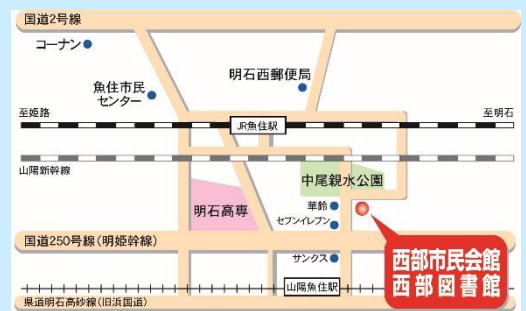 国道2号線
コーナン
明石西郵便局
魚住市民
センター
至姫路
JR魚住駅
至明石
山陽新幹線
中尾親水公園
明石高専
華鈴
セブンイレブン
国道250号線(明姫幹線)
西部市民会館
西部図書館
サンクス
山陽魚住駅
県道明石高砂線(旧浜国道)